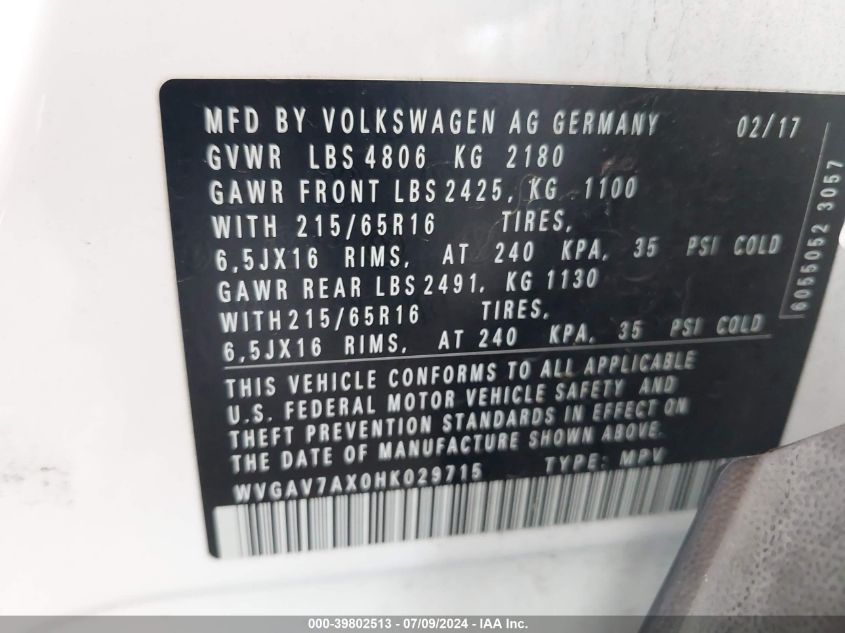 MFD BY VOLKSWAGEN AG GERMANY 02/17
GVWR LBS 4806 KG 2180
GAWR FRONT LBS 2425, KG 1100
WITH 215/65R16 TIRES,
6,5JX16 RIMS, AT 240 KPA, 35 PSI COLD
GAWR REAR LBS 2491, KG 1130
WITH215/65R16 TIRES,
6,5JX16 RIMS, AT 240 KPA, 35 PSI COLD
THIS VEHICLE CONFORMS TO ALL APPLICABLE
U.S. FEDERAL MOTOR VEHICLE SAFETY AND
THEFT PREVENTION STANDARDS IN EFFECT ON
THE DATE OF MANUFACTURE SHOWN ABOVE.
WVGAV7AX0HK029715 TYPE: MPV
6055052 3057
000-39802513 - 07/09/2024 - IAA Inc.